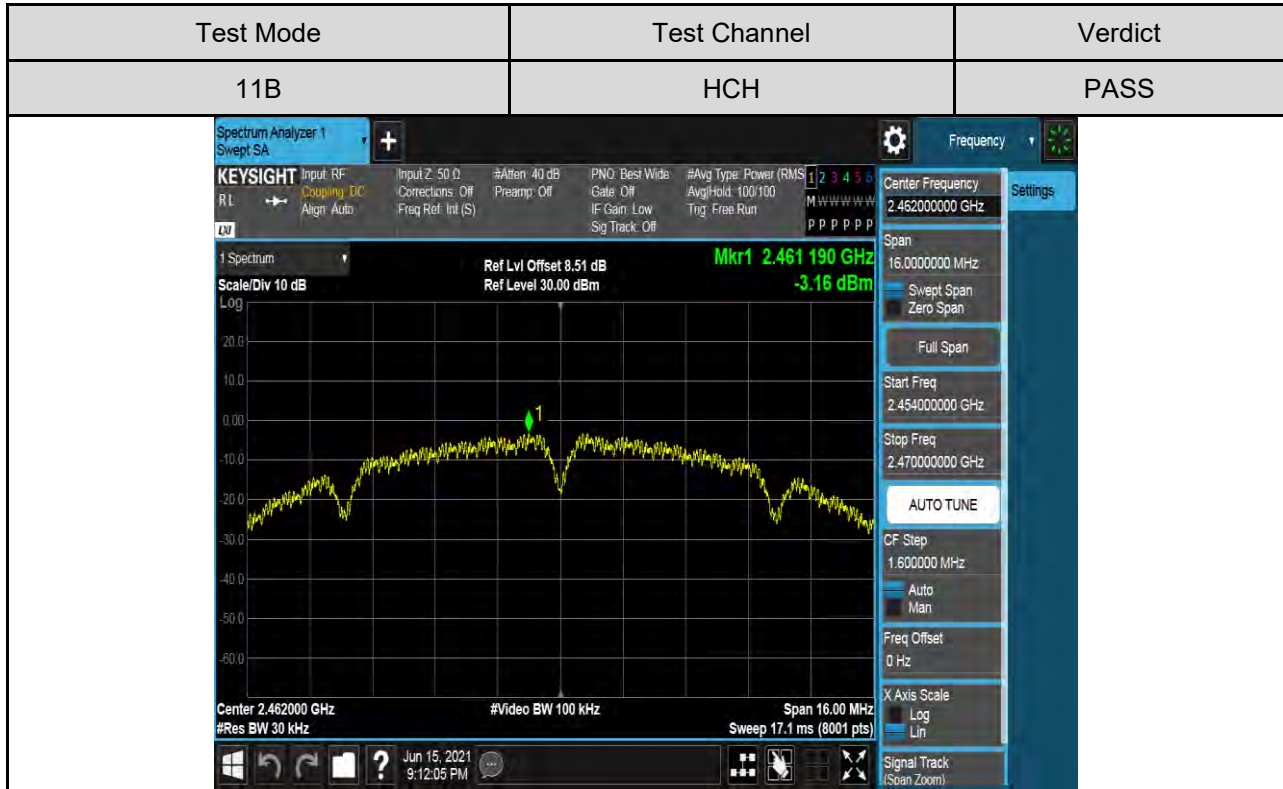 Test Mode Test Channel Verdict
11B HCH PASS
Spectrum Analyzer 1
Swept SA
+
Frequency
KEYSIGHT
RL
LXI
Input: RF
Coupling: DC
Align: Auto
Input Z: 50 Ω
Corrections: Off
Freq Ref: Int (S)
#Atten: 40 dB
Preamp: Off
PNO: Best Wide
Gate: Off
IF Gain: Low
Sig Track: Off
#Avg Type: Power (RMS
Avg|Hold: 100/100
Trig: Free Run
1 2 3 4 5 6
M W W W W W
P P P P P P
1 Spectrum
Scale/Div 10 dB
Ref Lvl Offset 8.51 dB
Ref Level 30.00 dBm
Mkr1 2.461 190 GHz
-3.16 dBm
Log
20.0
10.0
0.00
-10.0
-20.0
-30.0
-40.0
-50.0
-60.0
1
Center 2.462000 GHz
#Res BW 30 kHz
#Video BW 100 kHz
Span 16.00 MHz
Sweep 17.1 ms (8001 pts)
?
Jun 15, 2021
9:12:05 PM
Center Frequency
2.462000000 GHz
Settings
Span
16.0000000 MHz
Swept Span
Zero Span
Full Span
Start Freq
2.454000000 GHz
Stop Freq
2.470000000 GHz
AUTO TUNE
CF Step
1.600000 MHz
Auto
Man
Freq Offset
0 Hz
X Axis Scale
Log
Lin
Signal Track
(Span Zoom)